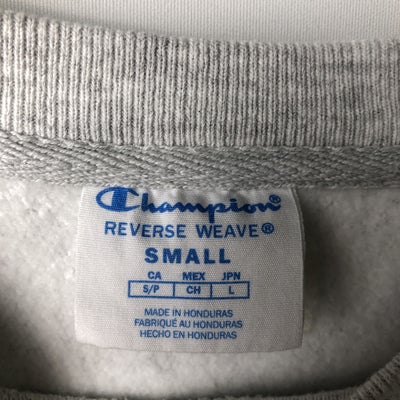 Champion®
REVERSE WEAVE®
SMALL
CA MEX JPN
S/P CH L
MADE IN HONDURAS
FABRIQUÉ AU HONDURAS
HECHO EN HONDURAS